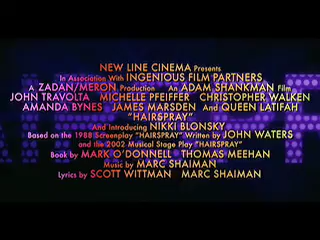 NEW LINE CINEMA Presents
In Association With INGENIOUS FILM PARTNERS
A ZADAN/MERON Production An ADAM SHANKMAN Film
JOHN TRAVOLTA MICHELLE PFEIFFER CHRISTOPHER WALKEN
AMANDA BYNES JAMES MARSDEN And QUEEN LATIFAH
"HAIRSPRAY"
And Introducing NIKKI BLONSKY
Based on the 1988 Screenplay "HAIRSPRAY" Written by JOHN WATERS
and the 2002 Musical Stage Play "HAIRSPRAY"
Book by MARK O'DONNELL THOMAS MEEHAN
Music by MARC SHAIMAN
Lyrics by SCOTT WITTMAN MARC SHAIMAN